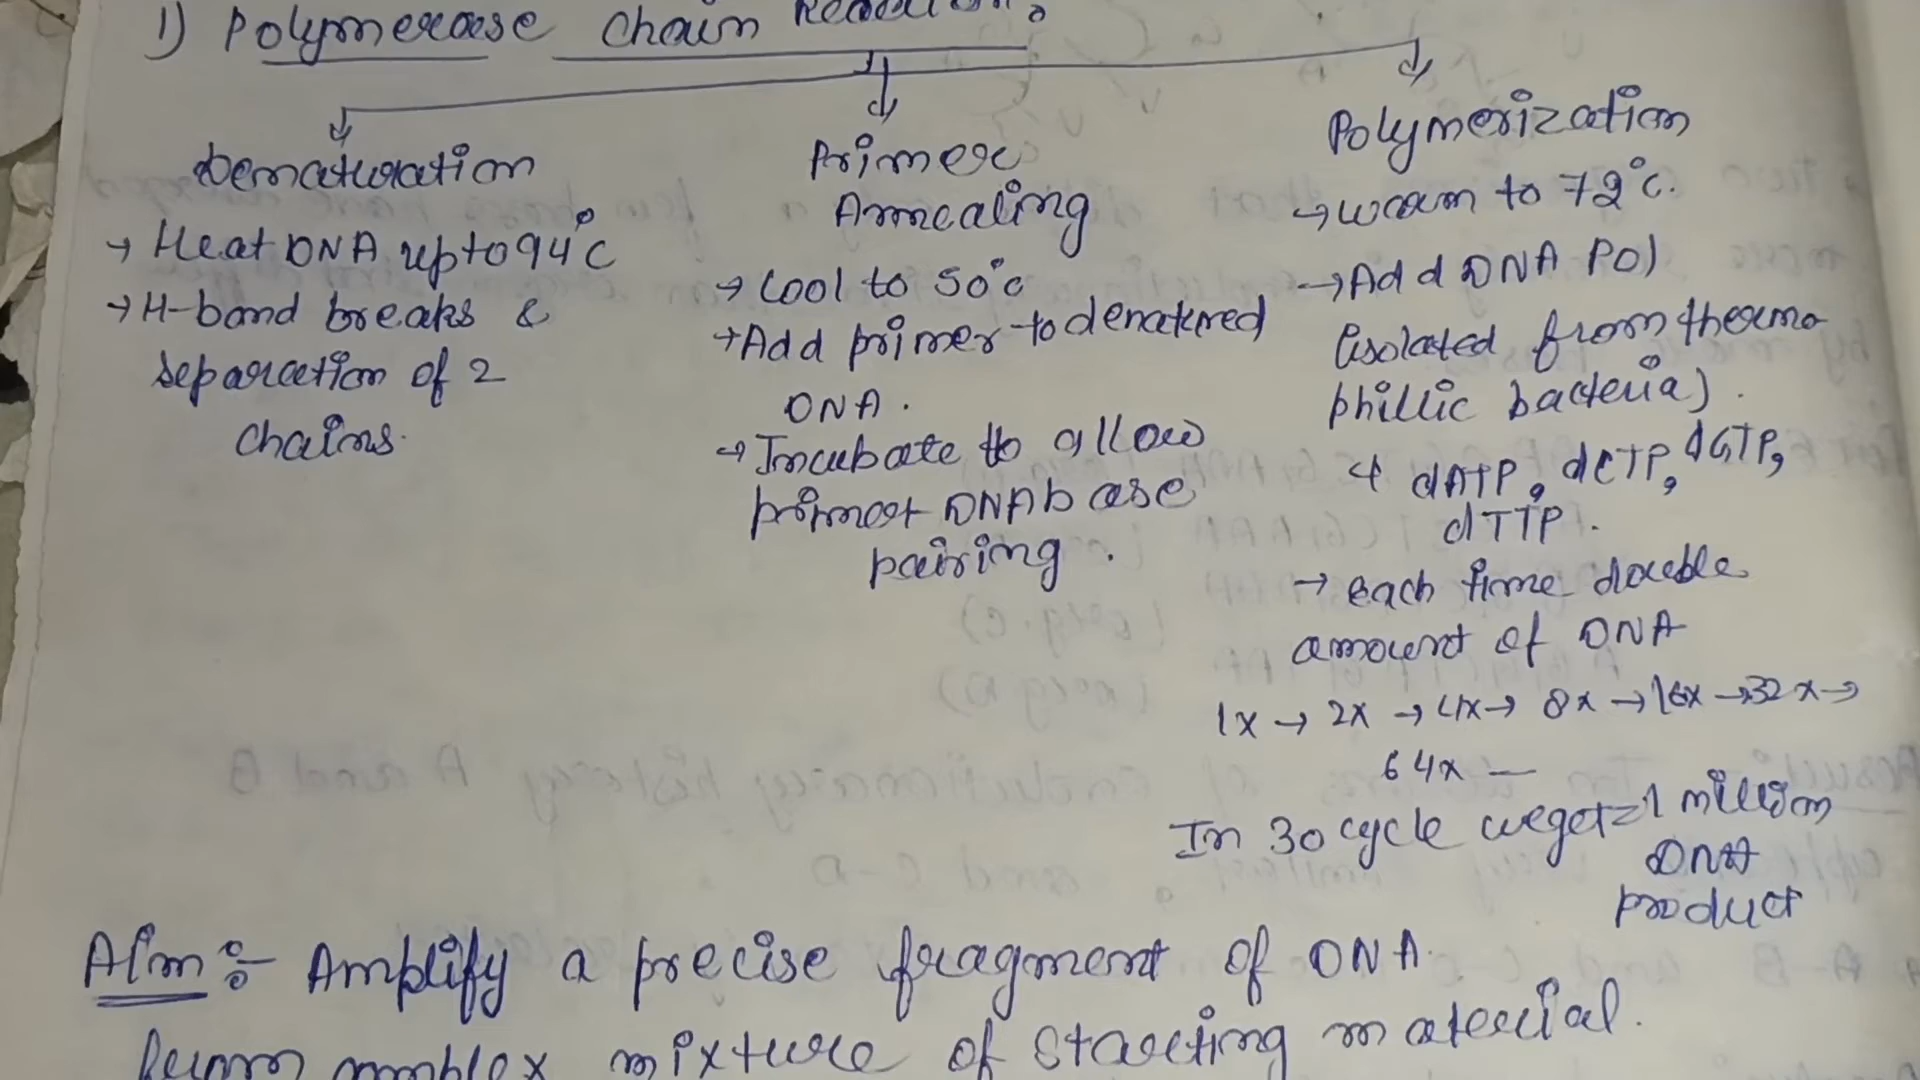 1) Polymerase Chain Reaction:
Denaturation
→ Heat DNA upto 94°C
→ H-bond breaks &
separation of 2
chains.
Primer
Annealing
→ Cool to 50°C
→ Add primer to denatured
DNA.
→ Incubate to allow
primer DNA base
pairing.
Polymerization
→ warm to 72°C.
→ Add DNA Pol
(isolated from thermo
phillic bacteria).
& dATP, dCTP, dGTP,
dTTP.
→ each time double
amount of DNA
1x → 2x → 4x → 8x → 16x → 32x →
64x —
In 30 cycle we get = 1 million
DNA
product
Aim :- Amplify a precise fragment of DNA.
from complex mixture of starting material.